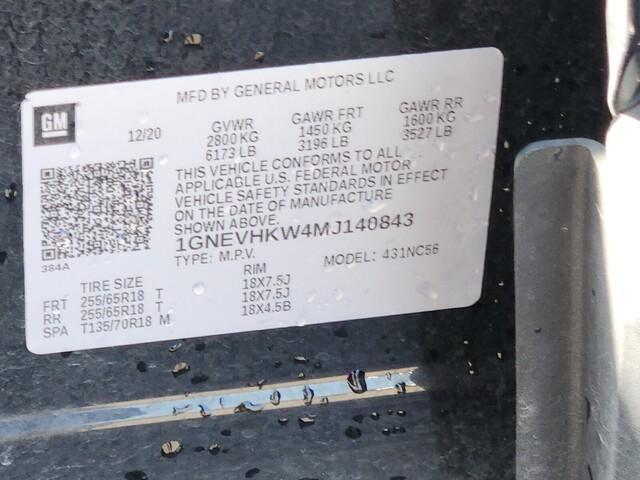 MFD BY GENERAL MOTORS LLC
GM
12/20 GVWR GAWR FRT GAWR RR
2800 KG 1450 KG 1600 KG
6173 LB 3196 LB 3527 LB
THIS VEHICLE CONFORMS TO ALL
APPLICAGLE U.S. FEDERAL MOTOR
VEHICLE SAFETY STANDARDS IN EFFECT
ON THE DATE OF MANUFACTURE
SHOWN ABOVE.
1GNEVHKW4MJ140843
384A
TYPE: M.P.V. MODEL: 431NC56
TIRE SIZE RIM
FRT 255/65R18 T 18X7.5J
RR 255/65R18 T 18X7.5J
SPA T135/70R18 M 18X4.5B